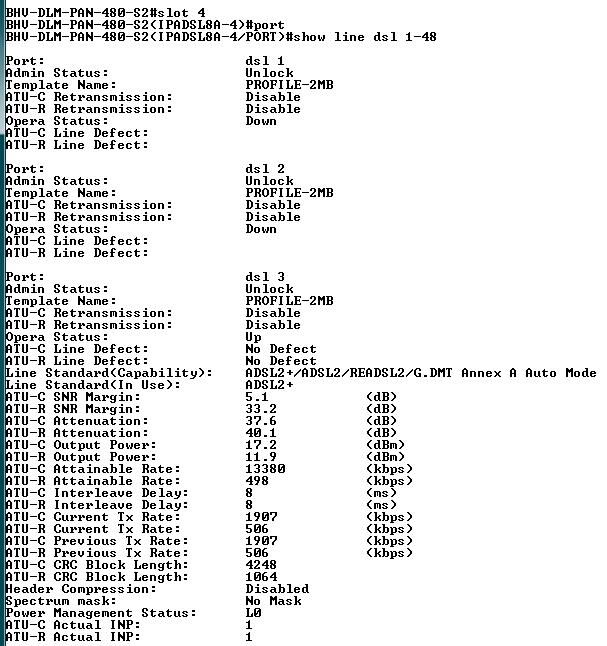 BHV-DLM-PAN-480-S2#slot 4
BHV-DLM-PAN-480-S2(IPADSL8A-4)#port
BHV-DLM-PAN-480-S2(IPADSL8A-4/PORT)#show line dsl 1-48
Port: dsl 1
Admin Status: Unlock
Template Name: PROFILE-2MB
ATU-C Retransmission: Disable
ATU-R Retransmission: Disable
Opera Status: Down
ATU-C Line Defect:
ATU-R Line Defect:
Port: dsl 2
Admin Status: Unlock
Template Name: PROFILE-2MB
ATU-C Retransmission: Disable
ATU-R Retransmission: Disable
Opera Status: Down
ATU-C Line Defect:
ATU-R Line Defect:
Port: dsl 3
Admin Status: Unlock
Template Name: PROFILE-2MB
ATU-C Retransmission: Disable
ATU-R Retransmission: Disable
Opera Status: Up
ATU-C Line Defect: No Defect
ATU-R Line Defect: No Defect
Line Standard(Capability): ADSL2+/ADSL2/READSL2/G.DMT Annex A Auto Mode
Line Standard(In Use): ADSL2+
ATU-C SNR Margin: 5.1 (dB)
ATU-R SNR Margin: 33.2 (dB)
ATU-C Attenuation: 37.6 (dB)
ATU-R Attenuation: 40.1 (dB)
ATU-C Output Power: 17.2 (dBm)
ATU-R Output Power: 11.9 (dBm)
ATU-C Attainable Rate: 13380 (kbps)
ATU-R Attainable Rate: 498 (kbps)
ATU-C Interleave Delay: 8 (ms)
ATU-R Interleave Delay: 8 (ms)
ATU-C Current Tx Rate: 1907 (kbps)
ATU-R Current Tx Rate: 506 (kbps)
ATU-C Previous Tx Rate: 1907 (kbps)
ATU-R Previous Tx Rate: 506 (kbps)
ATU-C CRC Block Length: 4248
ATU-R CRC Block Length: 1064
Header Compression: Disabled
Spectrum mask: No Mask
Power Management Status: L0
ATU-C Actual INP: 1
ATU-R Actual INP: 1